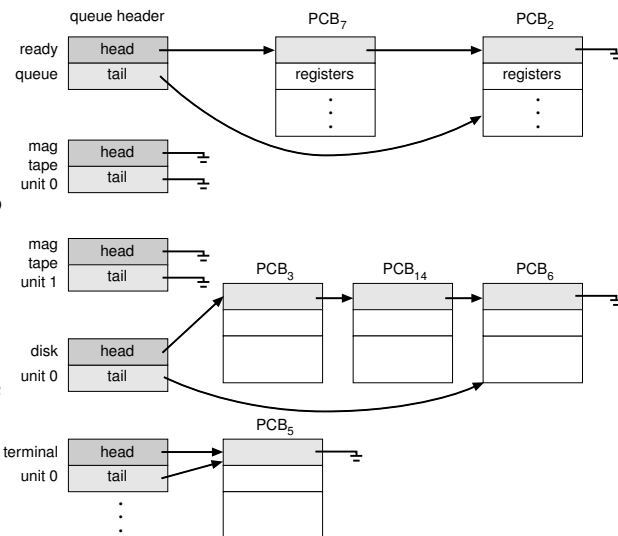 queue header
PCB7
PCB2
ready
queue
head
tail
registers
registers
mag
tape
unit 0
head
tail
mag
tape
unit 1
head
tail
PCB3
PCB14
PCB6
disk
unit 0
head
tail
PCB5
terminal
unit 0
head
tail